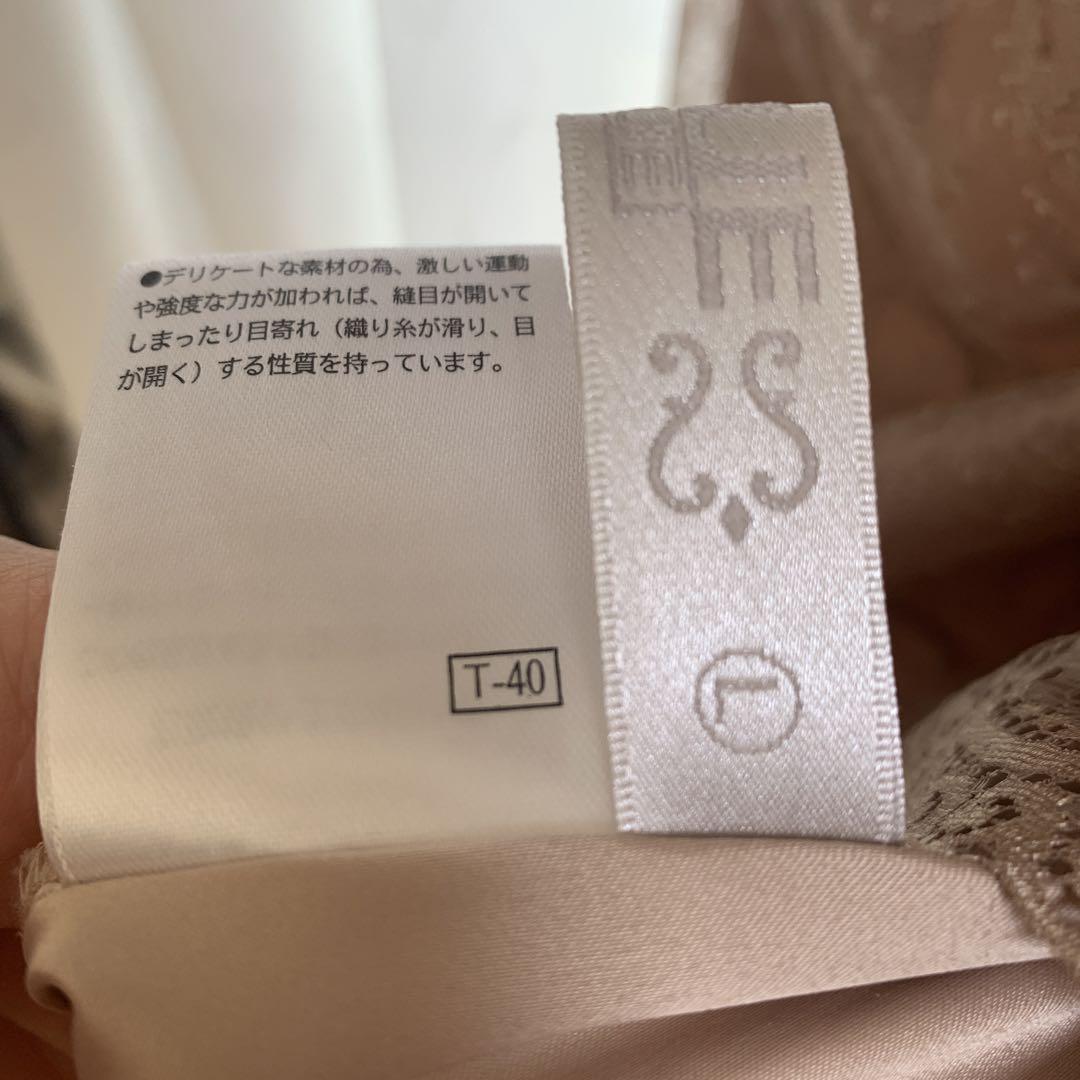 ●デリケートな素材の為、激しい運動
や強度な力が加われば、縫目が開いて
しまったり目寄れ（織り糸が滑り、目
が開く）する性質を持っています。
T-40
L